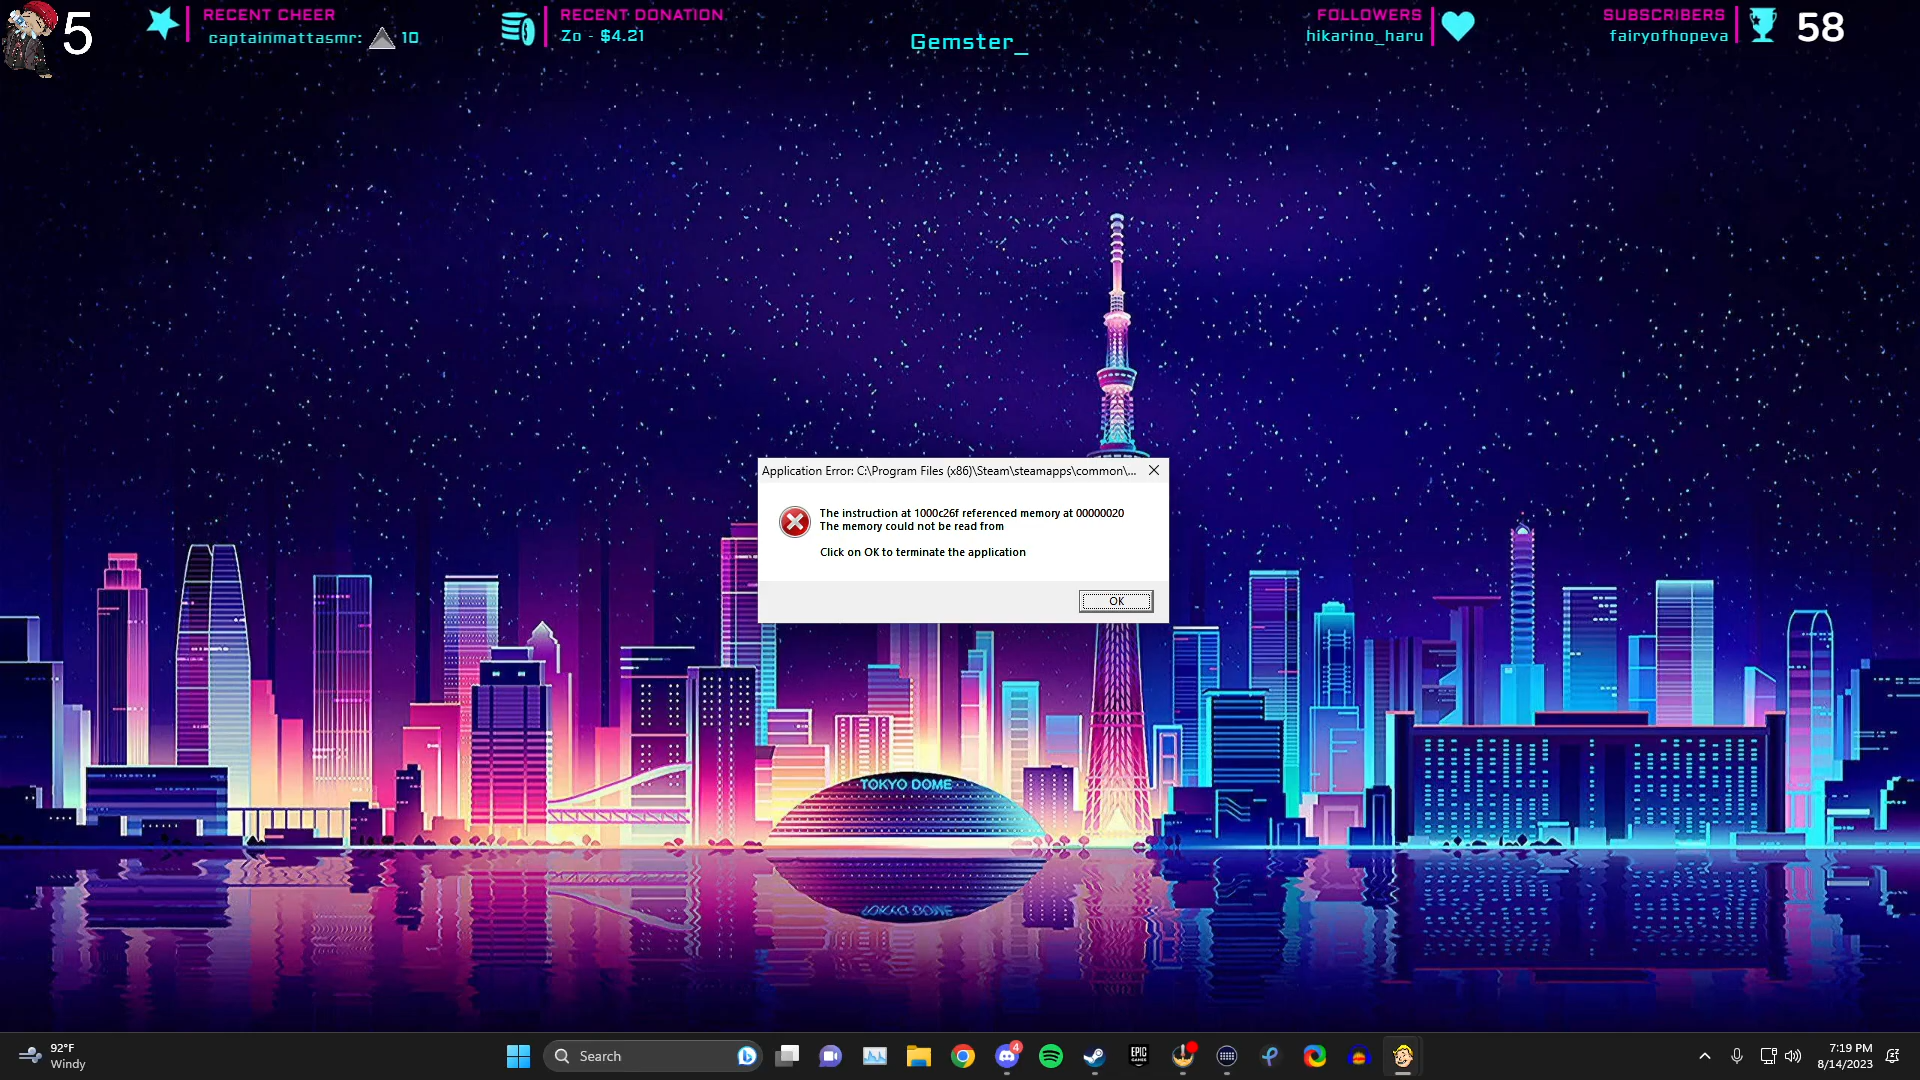 5
RECENT CHEER
captainmattasmr: 10
RECENT DONATION
Zo - $4.21
Gemster_
FOLLOWERS
hikarino_haru
SUBSCRIBERS
fairyofhopeva
58
Application Error: C:\Program Files (x86)\Steam\steamapps\common\...
The instruction at 1000c26f referenced memory at 00000020
The memory could not be read from
Click on OK to terminate the application
OK
TOKYO DOME
92°F
Windy
Search
4
EPIC
GAMES
7:19 PM
8/14/2023